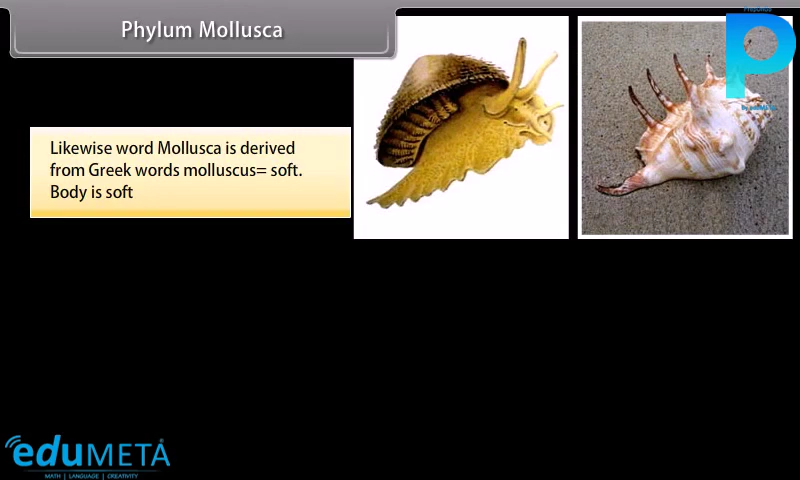 Phylum Mollusca
P
Likewise word Mollusca is derived
from Greek words molluscus= soft.
Body is soft
eduMETA
MATH | LANGUAGE | CREATIVITY